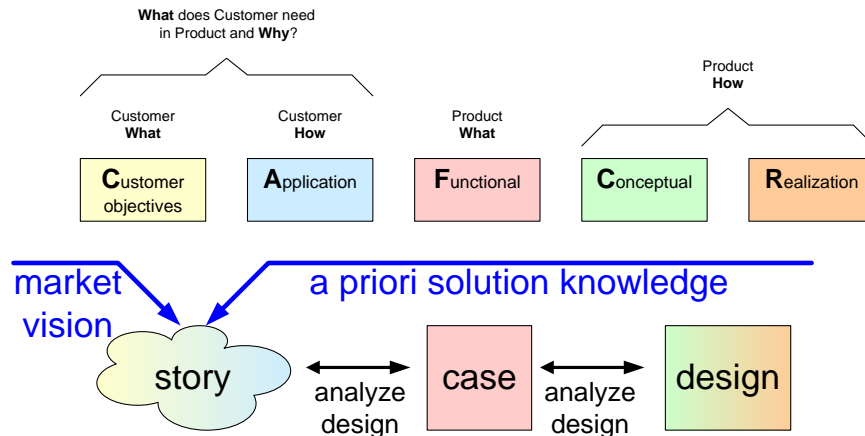 What does Customer need
in Product and Why?
Product
How
Customer
What
Customer
How
Product
What
Customer
objectives
Application
Functional
Conceptual
Realization
market
vision
a priori solution knowledge
story
analyze
design
case
analyze
design
design